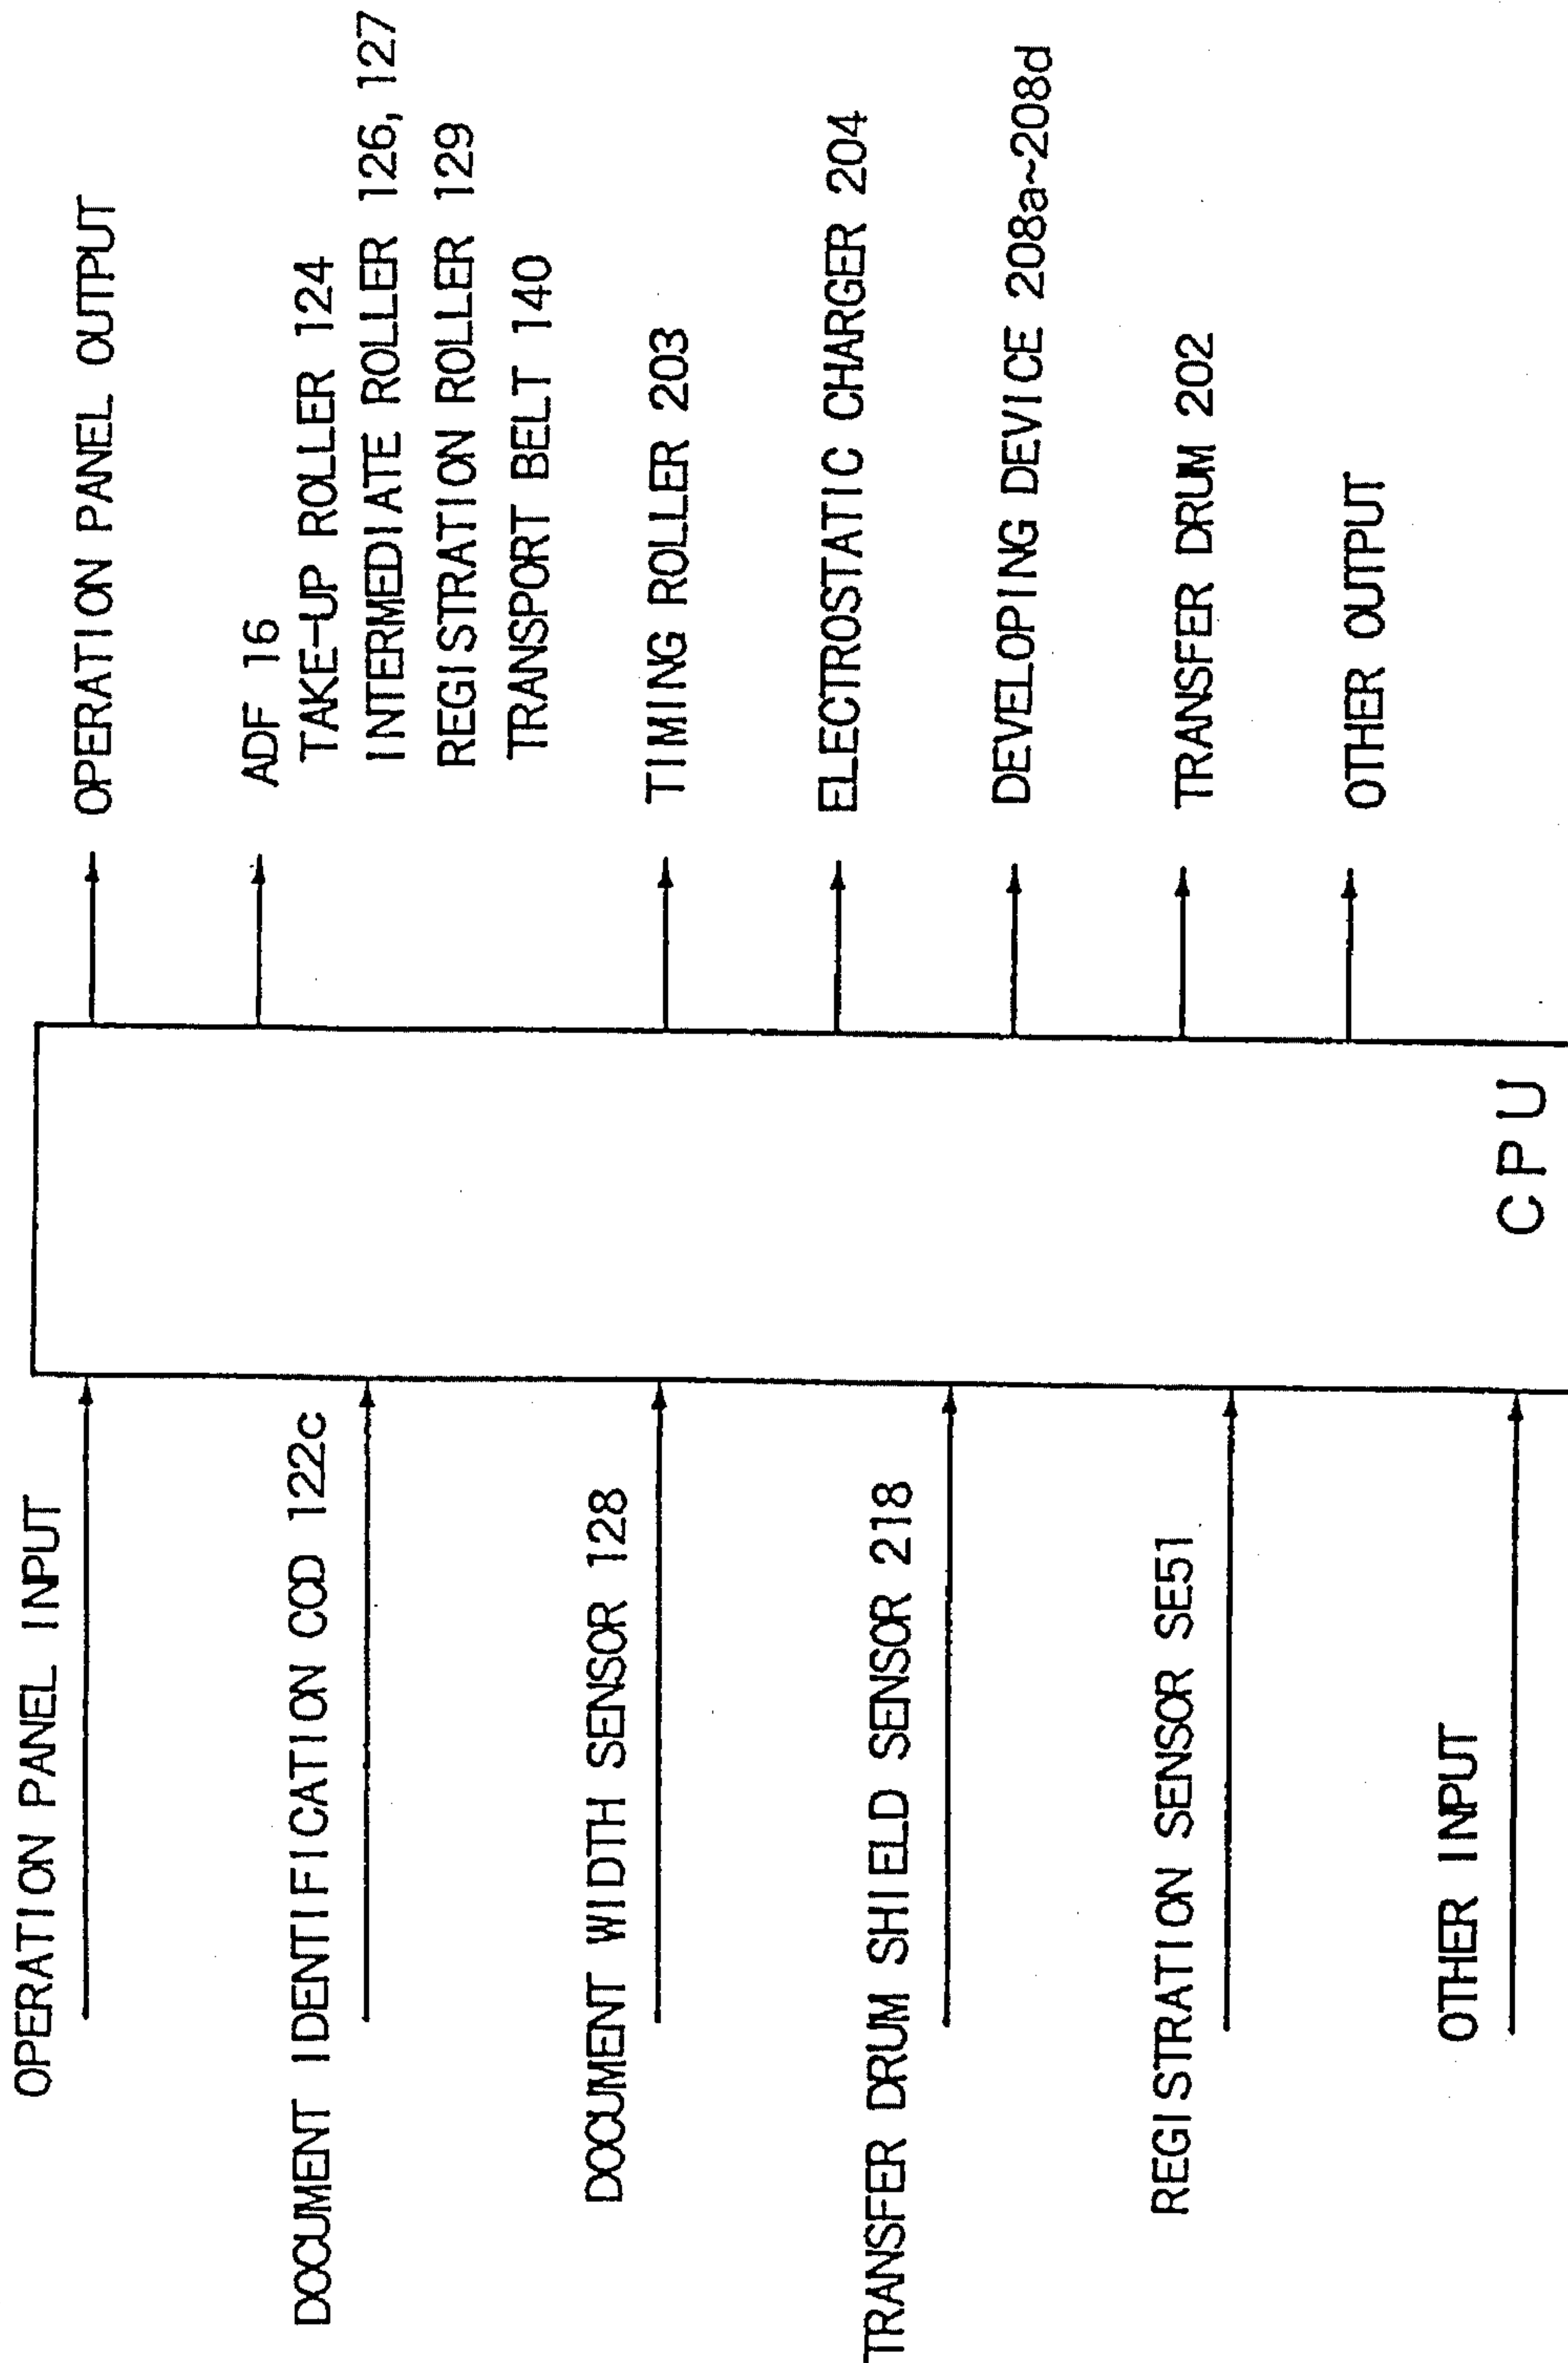 OPERATION PANEL INPUT
DOCUMENT IDENTIFICATION CCD 122c
DOCUMENT WIDTH SENSOR 128
TRANSFER DRUM SHIELD SENSOR 218
REGISTRATION SENSOR SE51
OTHER INPUT
CPU
OPERATION PANEL OUTPUT
ADF 16
TAKE-UP ROLLER 124
INTERMEDIATE ROLLER 126, 127
REGISTRATION ROLLER 129
TRANSPORT BELT 140
TIMING ROLLER 203
ELECTROSTATIC CHARGER 204
DEVELOPING DEVICE 208a~208d
TRANSFER DRUM 202
OTHER OUTPUT